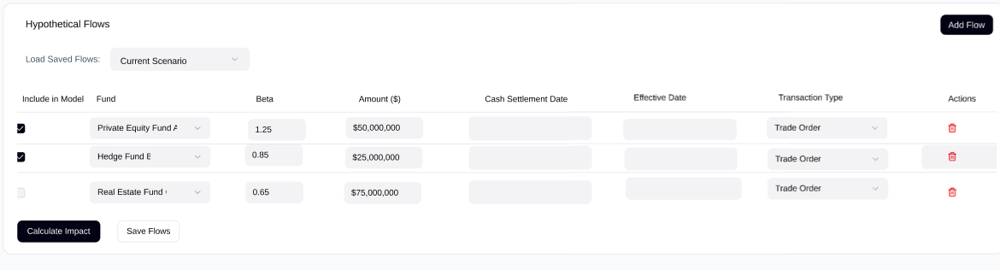 Hypothetical Flows
Add Flow
Load Saved Flows: Current Scenario
Include in Model Fund Beta Amount ($) Cash Settlement Date Effective Date Transaction Type Actions
Private Equity Fund A 1.25 $50,000,000 Trade Order
Hedge Fund B 0.85 $25,000,000 Trade Order
Real Estate Fund 0.65 $75,000,000 Trade Order
Calculate Impact Save Flows